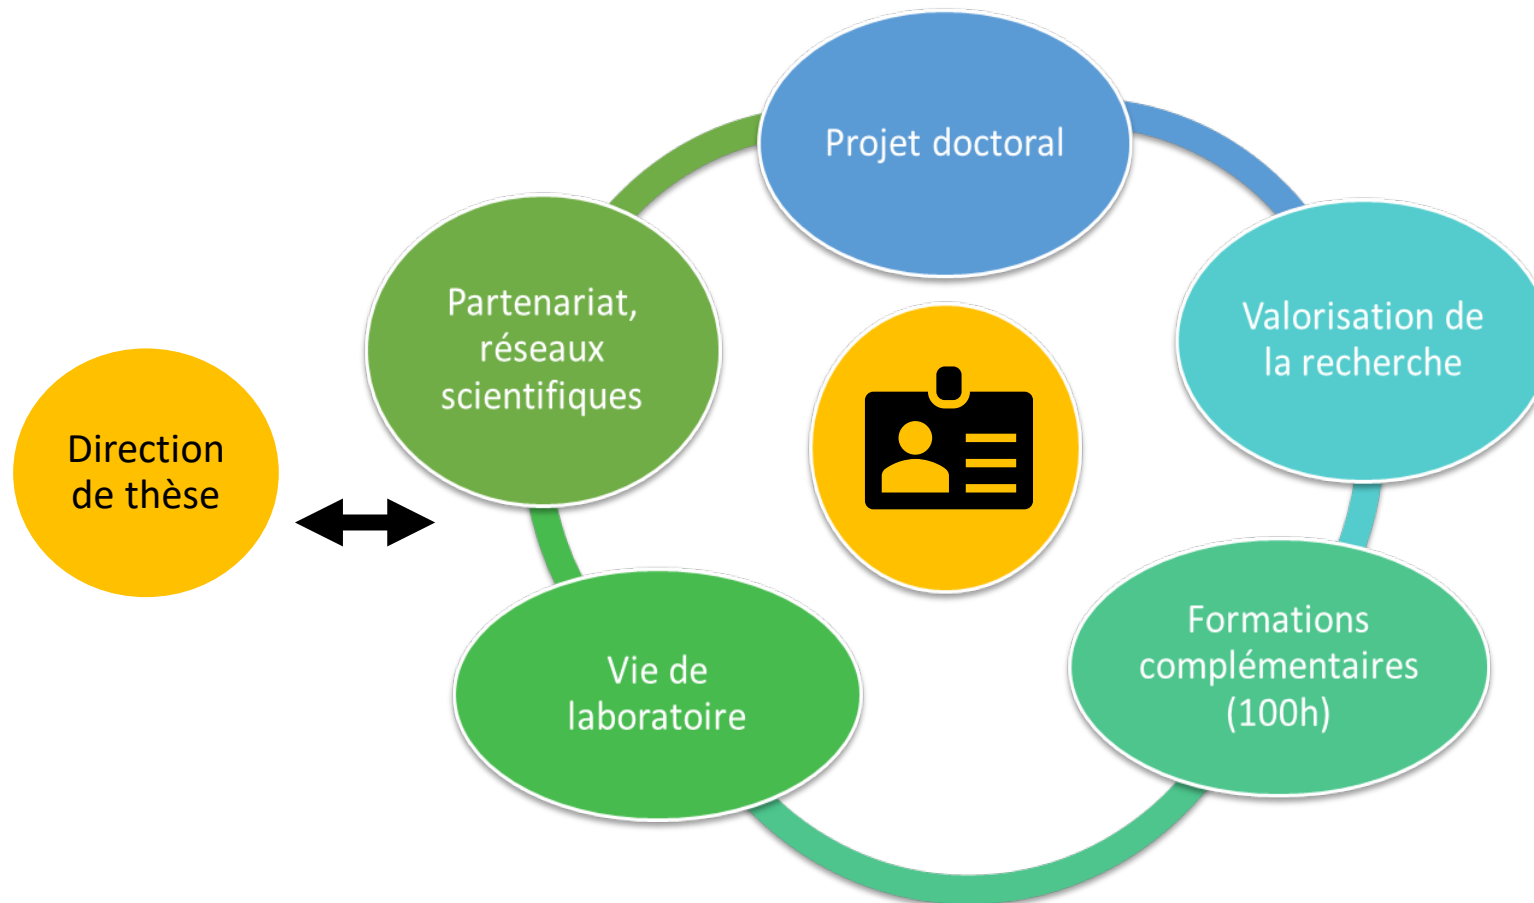 Projet doctoral
Partenariat,
réseaux
scientifiques
Valorisation de
la recherche
Direction
de thèse
Formations
complémentaires
(100h)
Vie de
laboratoire